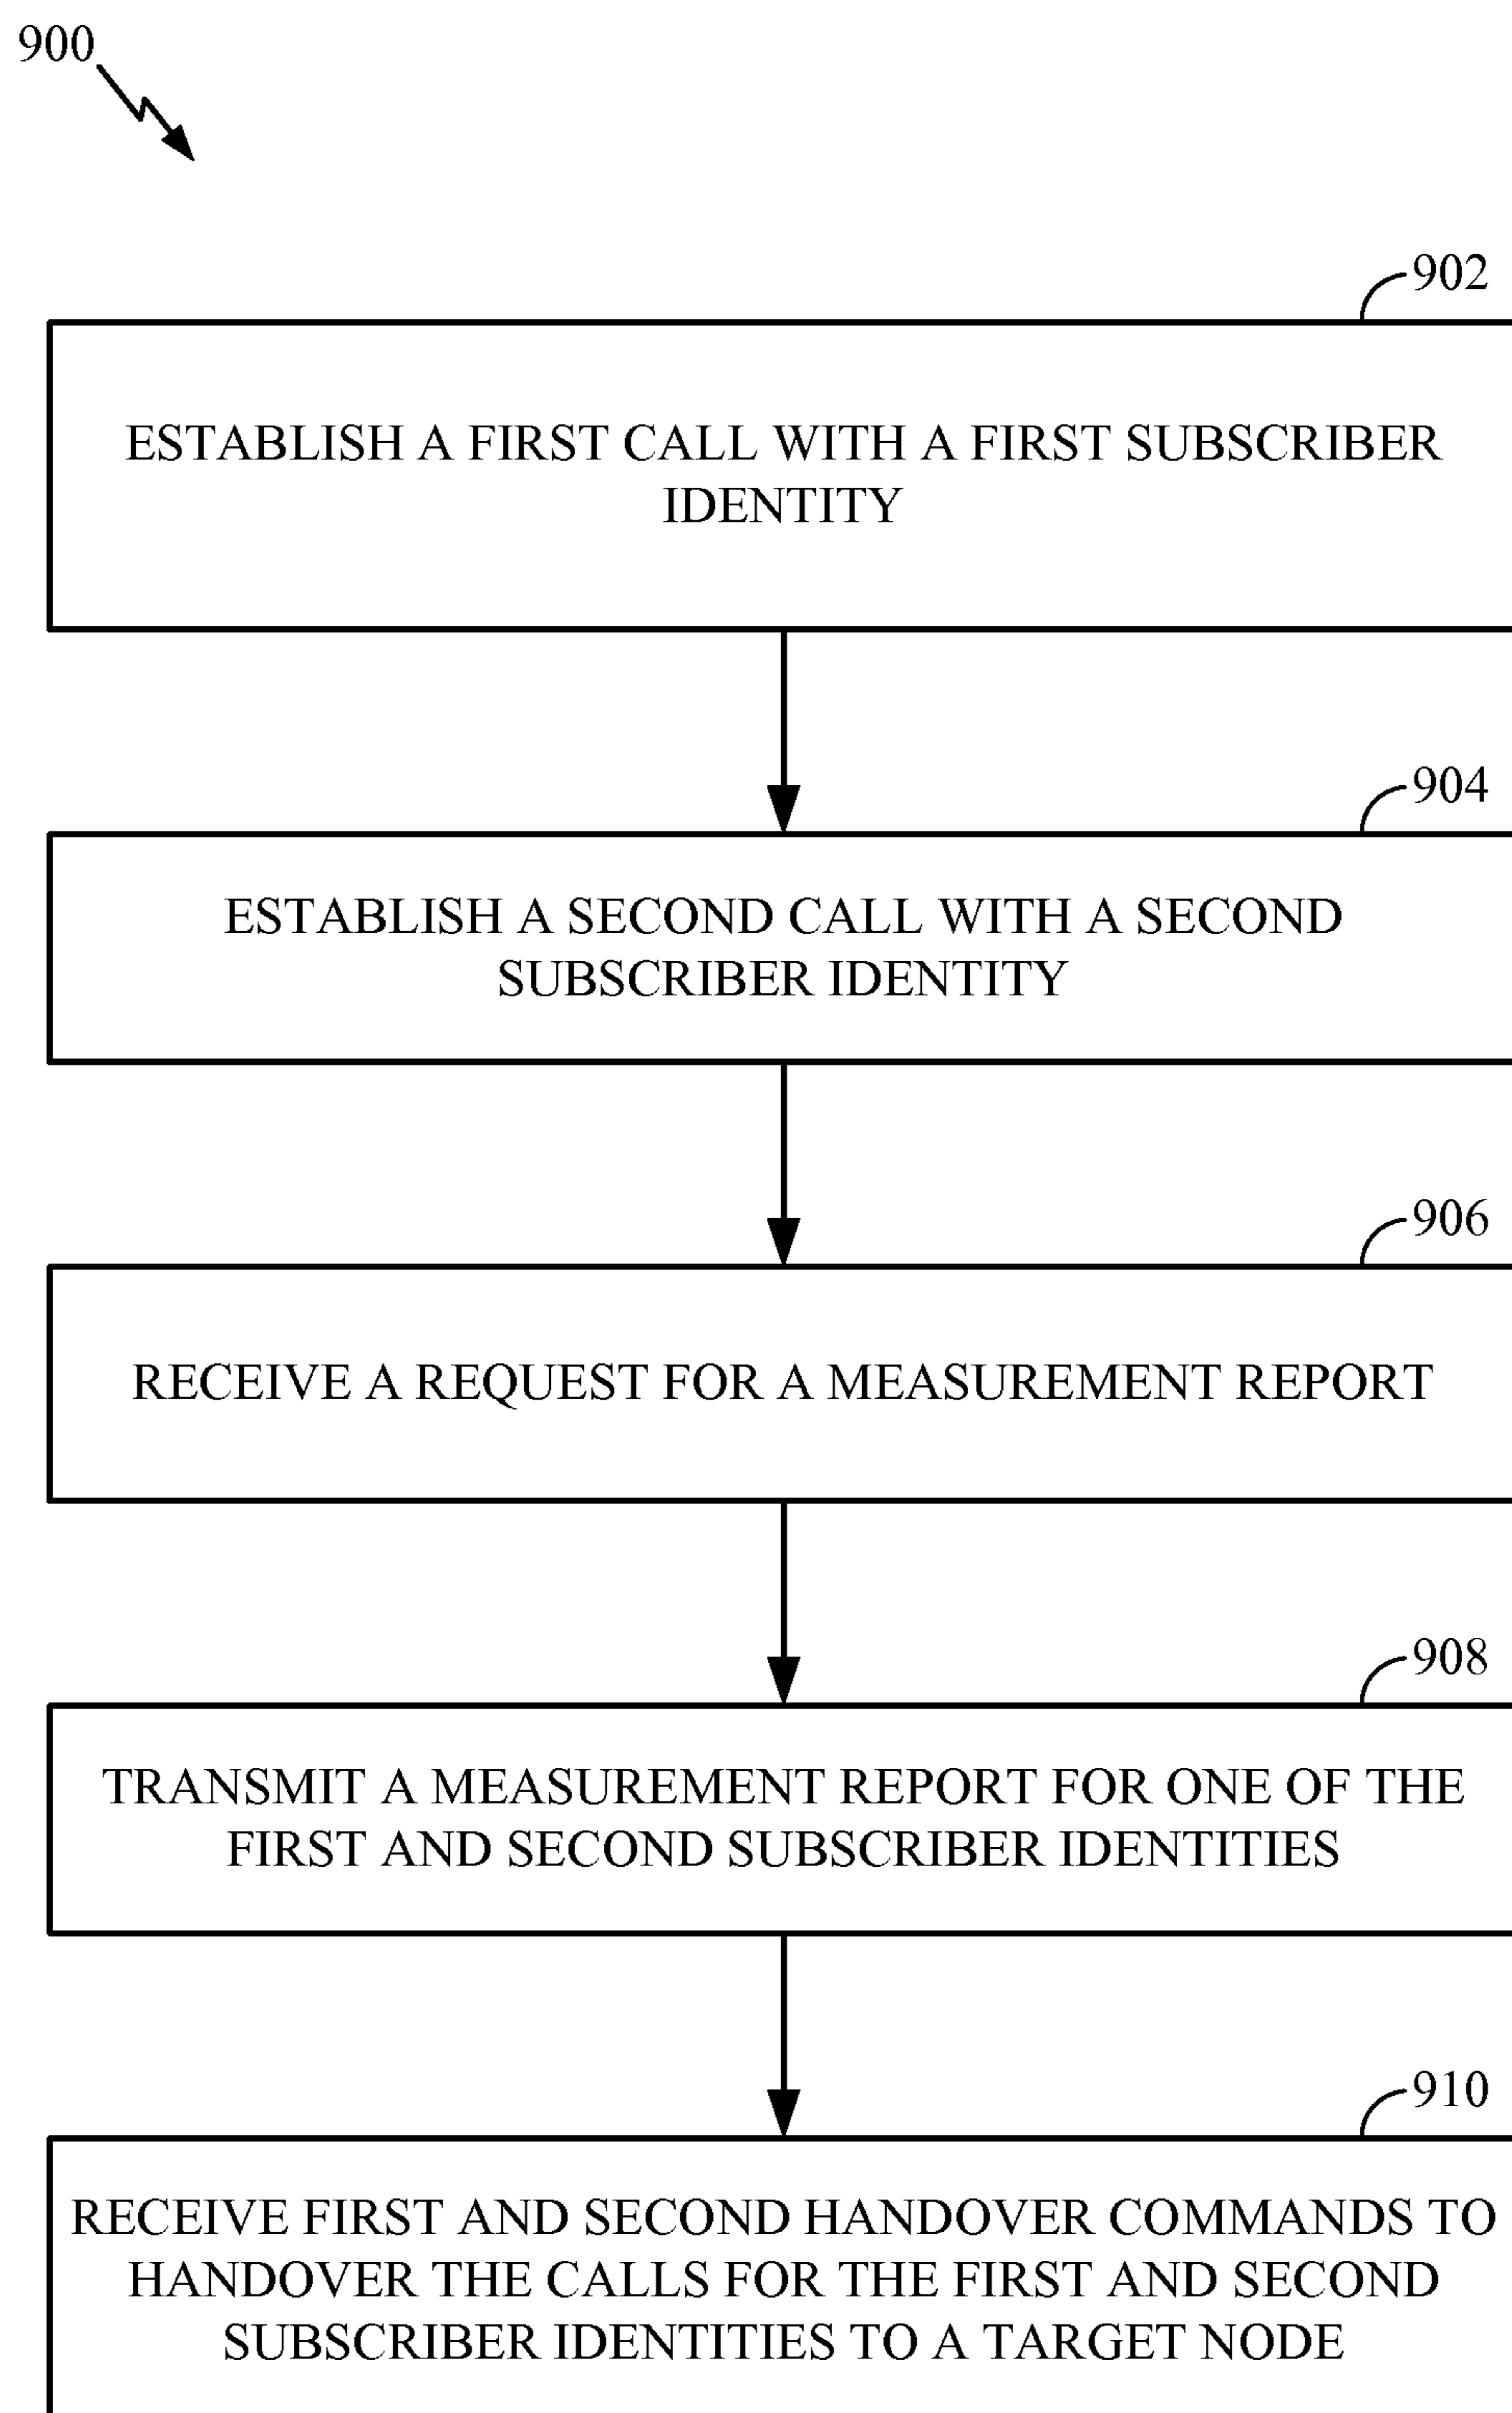 900
902
ESTABLISH A FIRST CALL WITH A FIRST SUBSCRIBER
IDENTITY
904
ESTABLISH A SECOND CALL WITH A SECOND
SUBSCRIBER IDENTITY
906
RECEIVE A REQUEST FOR A MEASUREMENT REPORT
908
TRANSMIT A MEASUREMENT REPORT FOR ONE OF THE
FIRST AND SECOND SUBSCRIBER IDENTITIES
910
RECEIVE FIRST AND SECOND HANDOVER COMMANDS TO
HANDOVER THE CALLS FOR THE FIRST AND SECOND
SUBSCRIBER IDENTITIES TO A TARGET NODE